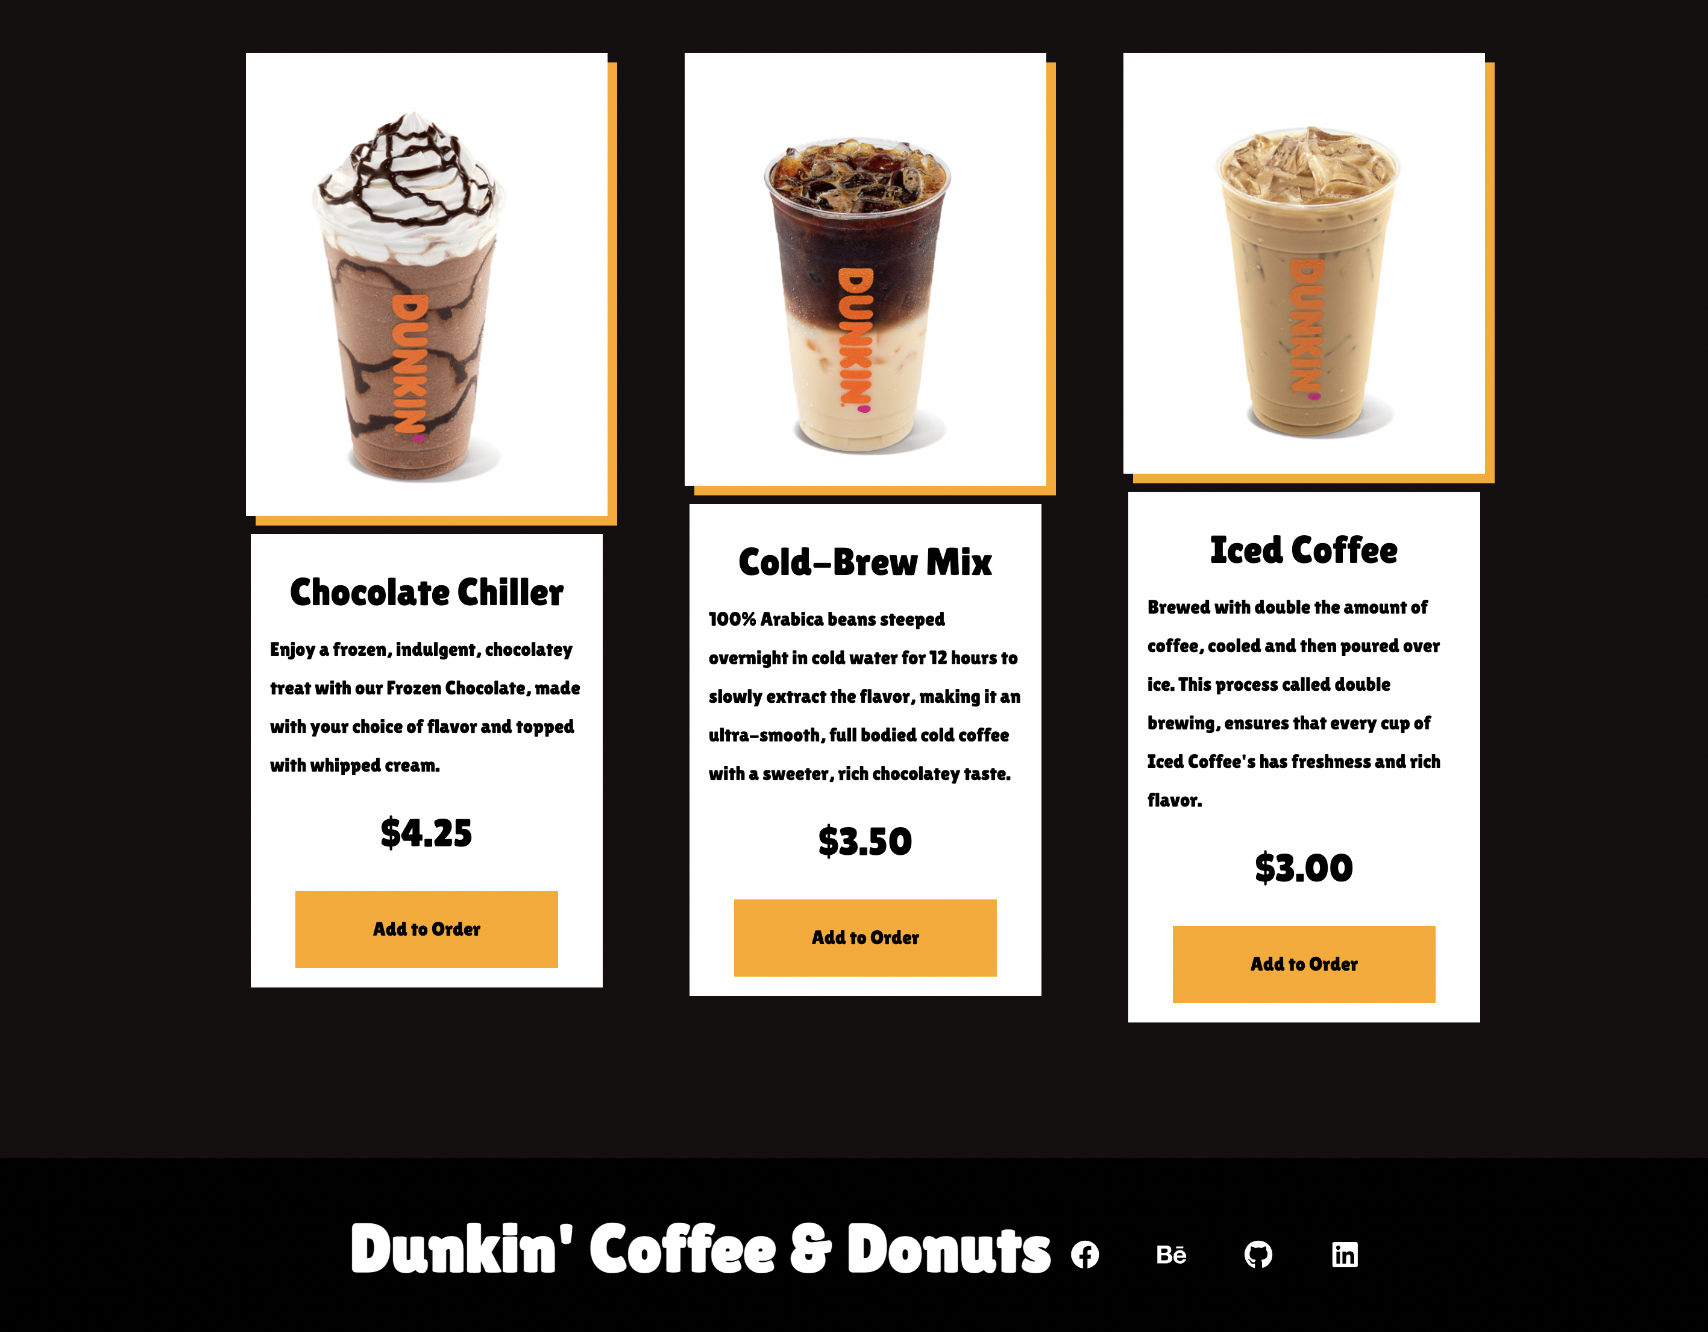 DUNKIN'
DUNKIN'
DUNKIN'
Chocolate Chiller
Enjoy a frozen, indulgent, chocolatey
treat with our Frozen Chocolate, made
with your choice of flavor and topped
with whipped cream.
$4.25
Add to Order
Cold-Brew Mix
100% Arabica beans steeped
overnight in cold water for 12 hours to
slowly extract the flavor, making it an
ultra-smooth, full bodied cold coffee
with a sweeter, rich chocolatey taste.
$3.50
Add to Order
Iced Coffee
Brewed with double the amount of
coffee, cooled and then poured over
ice. This process called double
brewing, ensures that every cup of
Iced Coffee's has freshness and rich
flavor.
$3.00
Add to Order
Dunkin' Coffee & Donuts
Bē
in